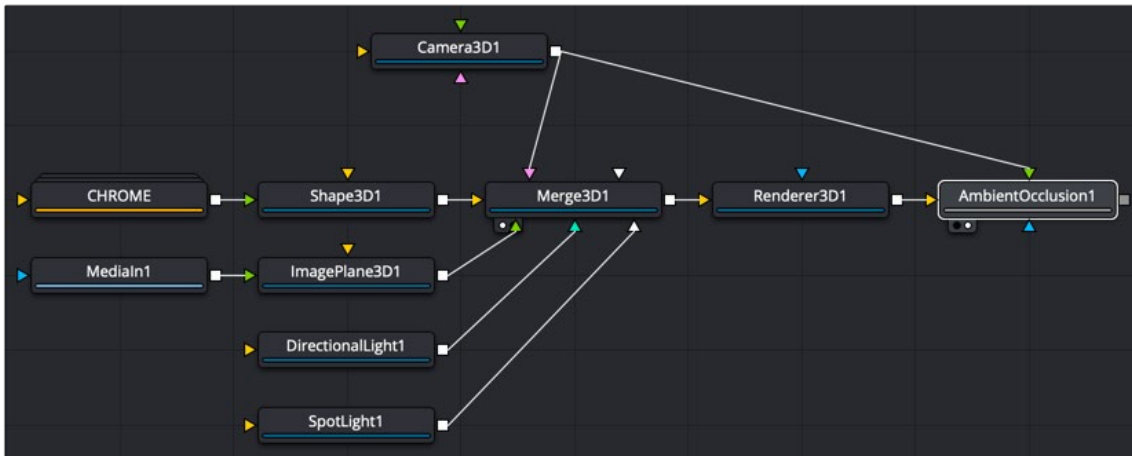 Camera3D1
CHROME
Shape3D1
Merge3D1
Renderer3D1
AmbientOcclusion1
MediaIn1
ImagePlane3D1
DirectionalLight1
SpotLight1